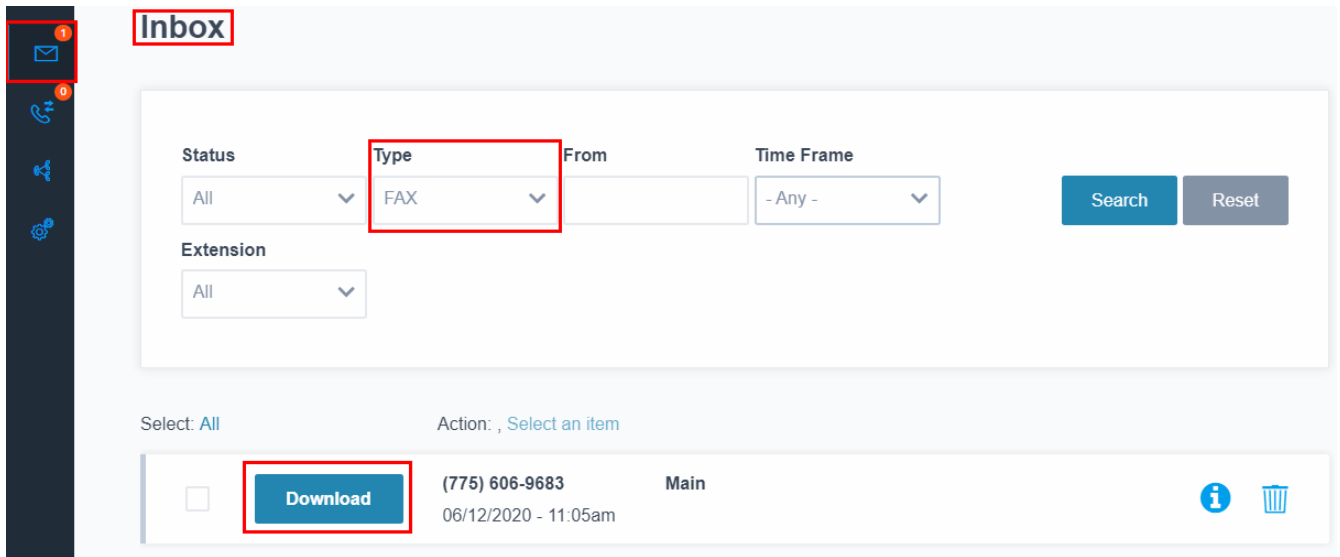 1
Inbox
0
Status Type From Time Frame
All FAX - Any - Search Reset
Extension
All
Select: All Action: , Select an item
Download (775) 606-9683 Main
06/12/2020 - 11:05am